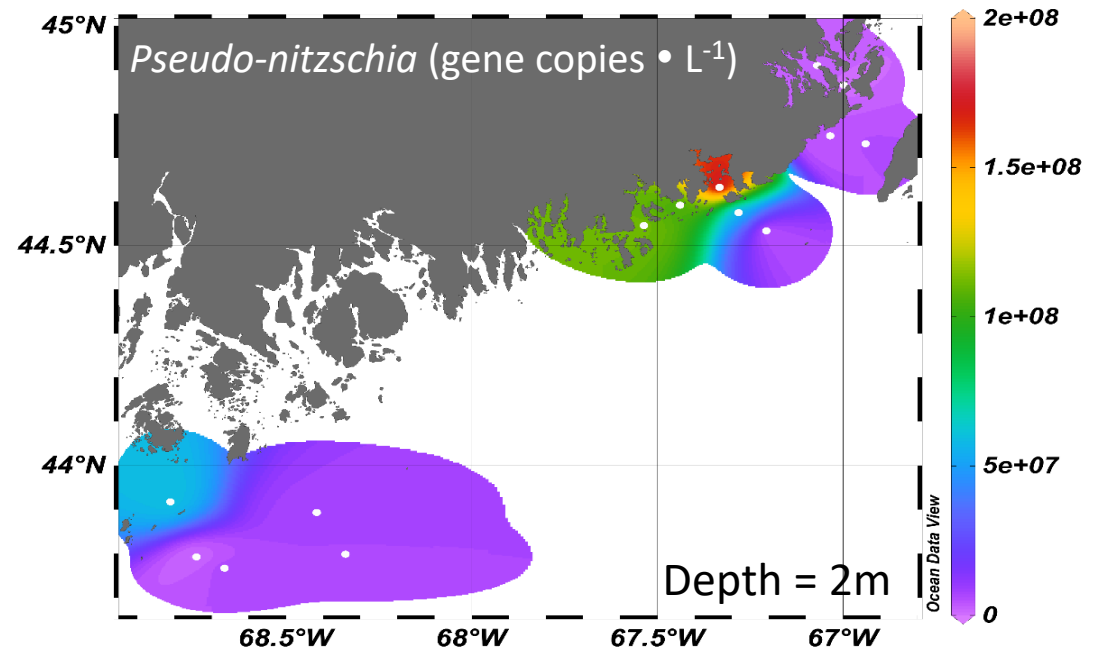 Pseudo-nitzschia (gene copies • L-1)
45°N
44.5°N
44°N
68.5°W 68°W 67.5°W 67°W
Depth = 2m
Ocean Data View
2e+08
1.5e+08
1e+08
5e+07
0